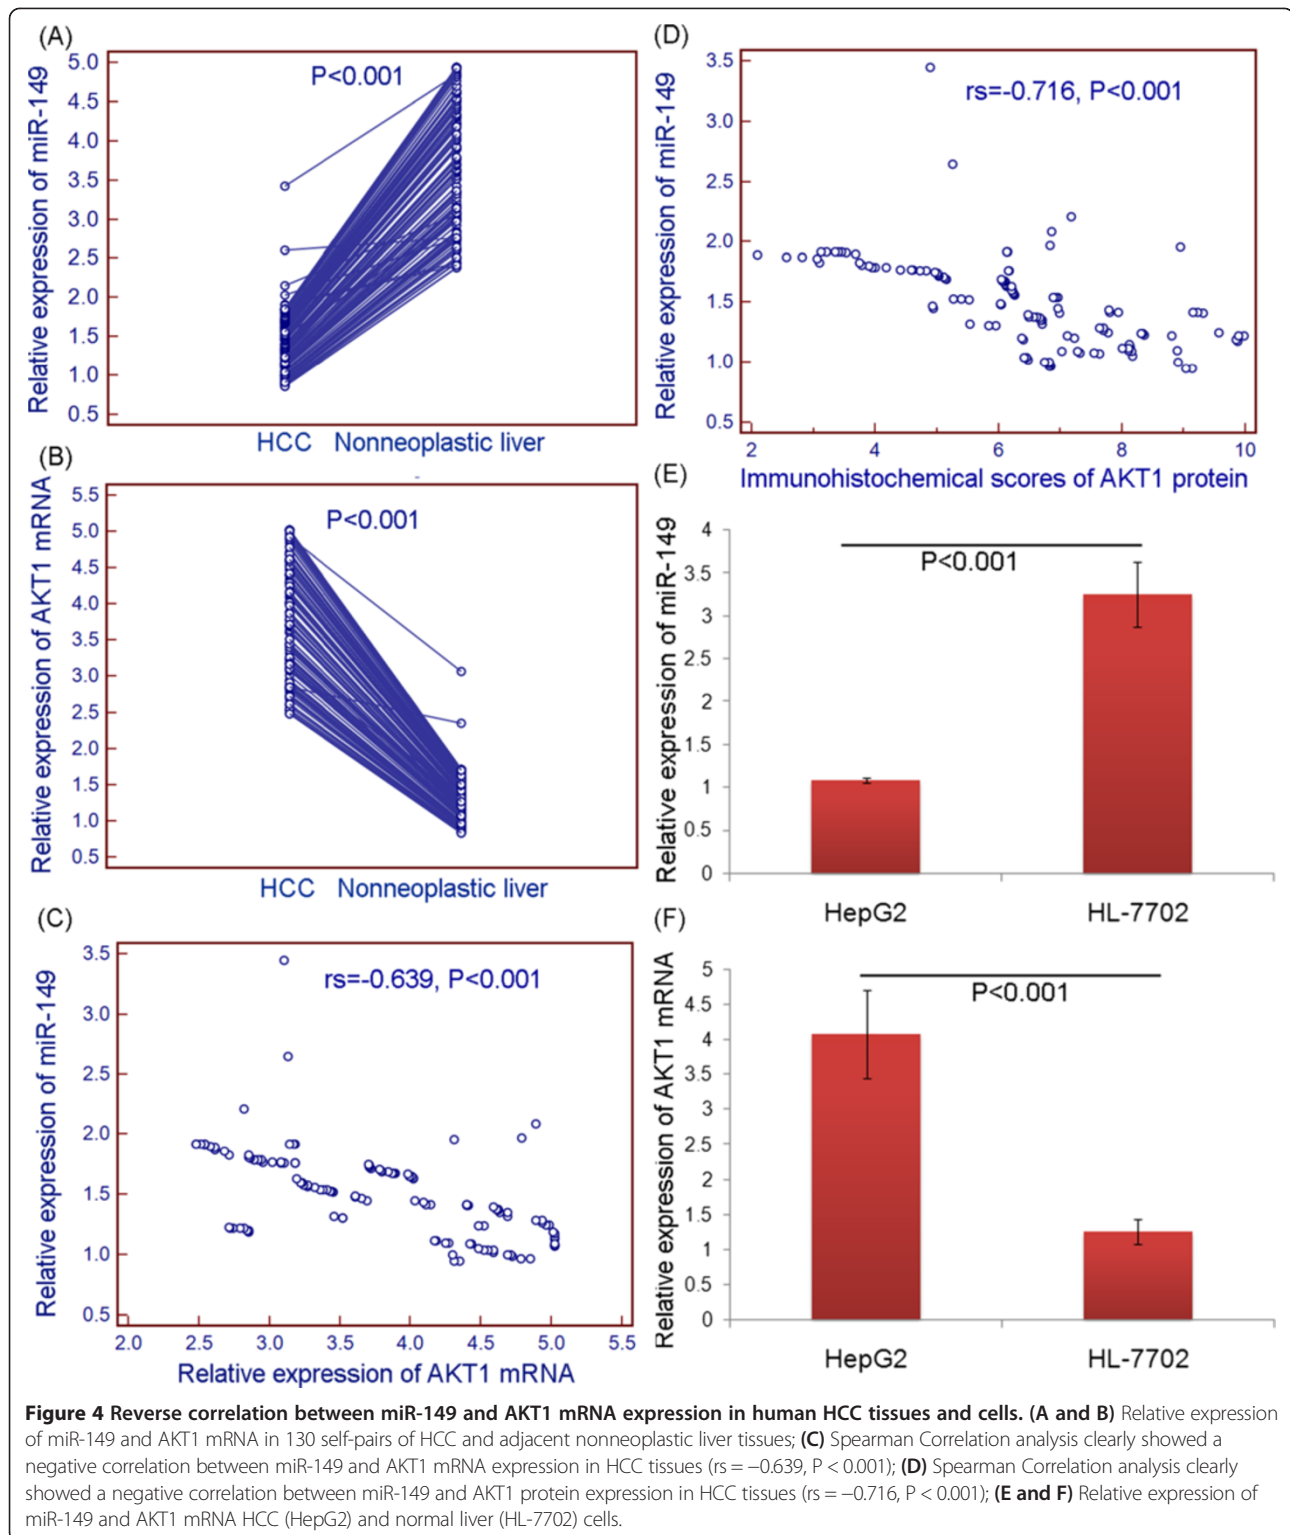 (A)
Relative expression of miR-149
5.0
4.5
4.0
3.5
3.0
2.5
2.0
1.5
1.0
0.5
P<0.001
HCC Nonneoplastic liver
(B)
Relative expression of AKT1 mRNA
5.5
5.0
4.5
4.0
3.5
3.0
2.5
2.0
1.5
1.0
0.5
P<0.001
HCC Nonneoplastic liver
(C)
Relative expression of miR-149
3.5
3.0
2.5
2.0
1.5
1.0
0.5
rs=-0.639, P<0.001
2.0 2.5 3.0 3.5 4.0 4.5 5.0 5.5
Relative expression of AKT1 mRNA
(D)
Relative expression of miR-149
3.5
3.0
2.5
2.0
1.5
1.0
0.5
rs=-0.716, P<0.001
2 4 6 8 10
Immunohistochemical scores of AKT1 protein
(E)
Relative expression of miR-149
4
3.5
3
2.5
2
1.5
1
0.5
0
P<0.001
HepG2 HL-7702
(F)
Relative expression of AKT1 mRNA
5
4.5
4
3.5
3
2.5
2
1.5
1
0.5
0
P<0.001
HepG2 HL-7702
Figure 4 Reverse correlation between miR-149 and AKT1 mRNA expression in human HCC tissues and cells. (A and B) Relative expression
of miR-149 and AKT1 mRNA in 130 self-pairs of HCC and adjacent nonneoplastic liver tissues; (C) Spearman Correlation analysis clearly showed a
negative correlation between miR-149 and AKT1 mRNA expression in HCC tissues (rs = −0.639, P < 0.001); (D) Spearman Correlation analysis clearly
showed a negative correlation between miR-149 and AKT1 protein expression in HCC tissues (rs = −0.716, P < 0.001); (E and F) Relative expression of
miR-149 and AKT1 mRNA HCC (HepG2) and normal liver (HL-7702) cells.